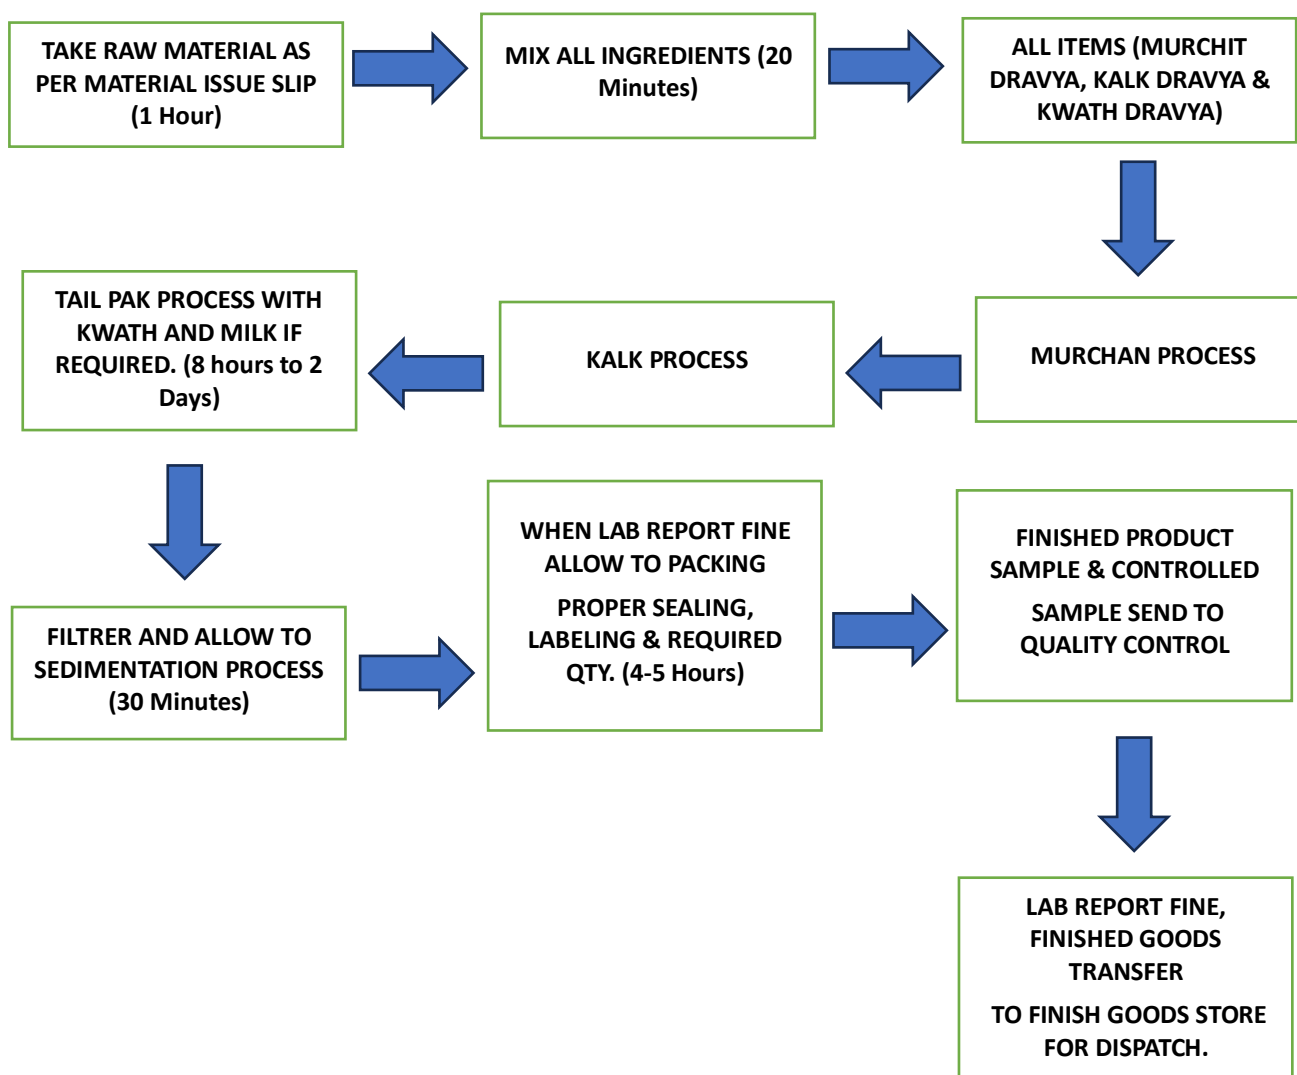 TAKE RAW MATERIAL AS
PER MATERIAL ISSUE SLIP
(1 Hour)
MIX ALL INGREDIENTS (20
Minutes)
ALL ITEMS (MURCHIT
DRAVYA, KALK DRAVYA &
KWATH DRAVYA)
MURCHAN PROCESS
KALK PROCESS
TAIL PAK PROCESS WITH
KWATH AND MILK IF
REQUIRED. (8 hours to 2
Days)
FILTRER AND ALLOW TO
SEDIMENTATION PROCESS
(30 Minutes)
WHEN LAB REPORT FINE
ALLOW TO PACKING
PROPER SEALING,
LABELING & REQUIRED
QTY. (4-5 Hours)
FINISHED PRODUCT
SAMPLE & CONTROLLED
SAMPLE SEND TO
QUALITY CONTROL
LAB REPORT FINE,
FINISHED GOODS
TRANSFER
TO FINISH GOODS STORE
FOR DISPATCH.